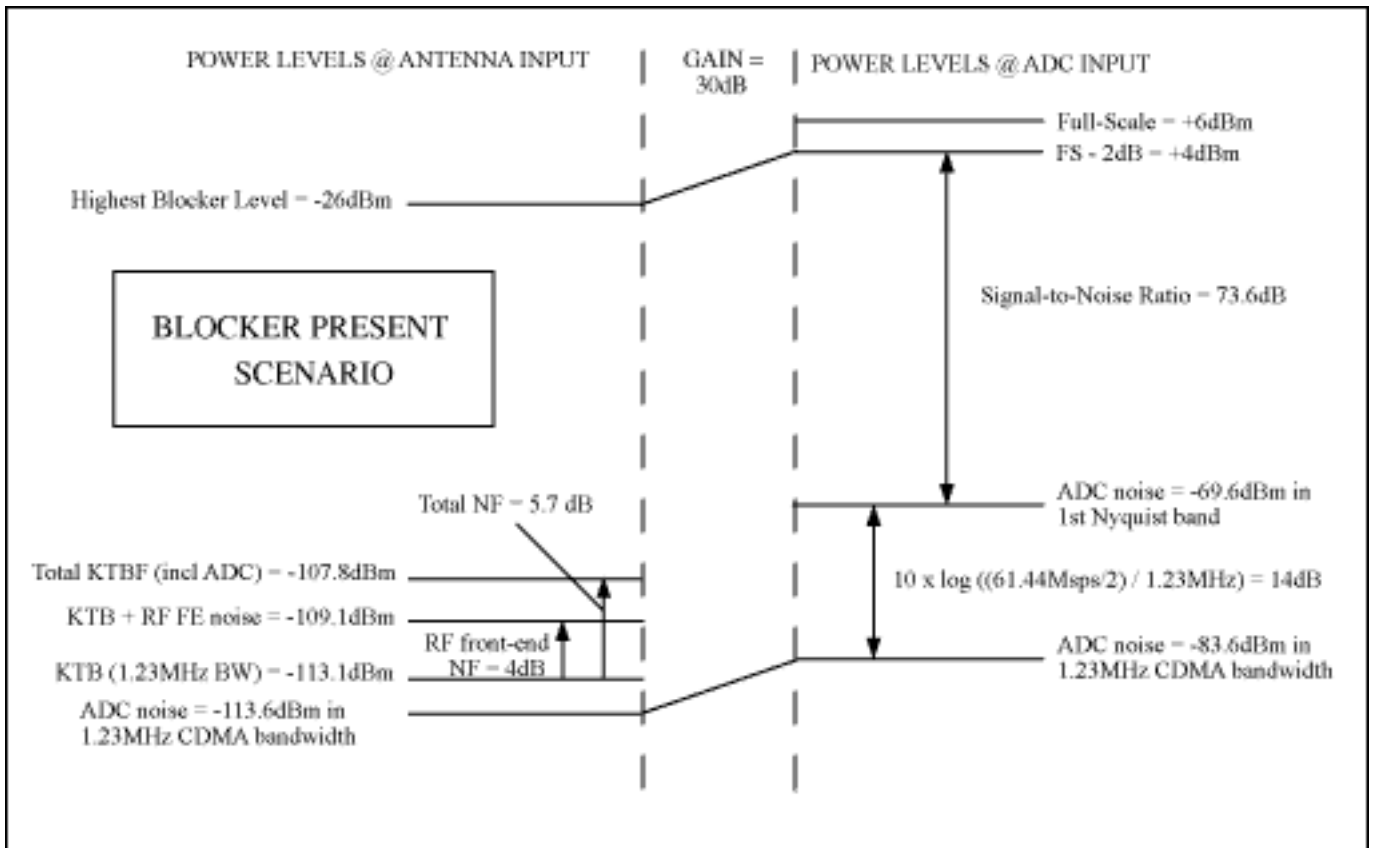 POWER LEVELS @ ANTENNA INPUT
GAIN =
30dB
POWER LEVELS @ ADC INPUT
Full-Scale = +6dBm
FS - 2dB = +4dBm
Highest Blocker Level = -26dBm
Signal-to-Noise Ratio = 73.6dB
BLOCKER PRESENT
SCENARIO
Total NF = 5.7 dB
ADC noise = -69.6dBm in
1st Nyquist band
Total KTBF (incl ADC) = -107.8dBm
10 x log ((61.44Msps/2) / 1.23MHz) = 14dB
KTB + RF FE noise = -109.1dBm
RF front-end
NF = 4dB
KTB (1.23MHz BW) = -113.1dBm
ADC noise = -83.6dBm in
1.23MHz CDMA bandwidth
ADC noise = -113.6dBm in
1.23MHz CDMA bandwidth